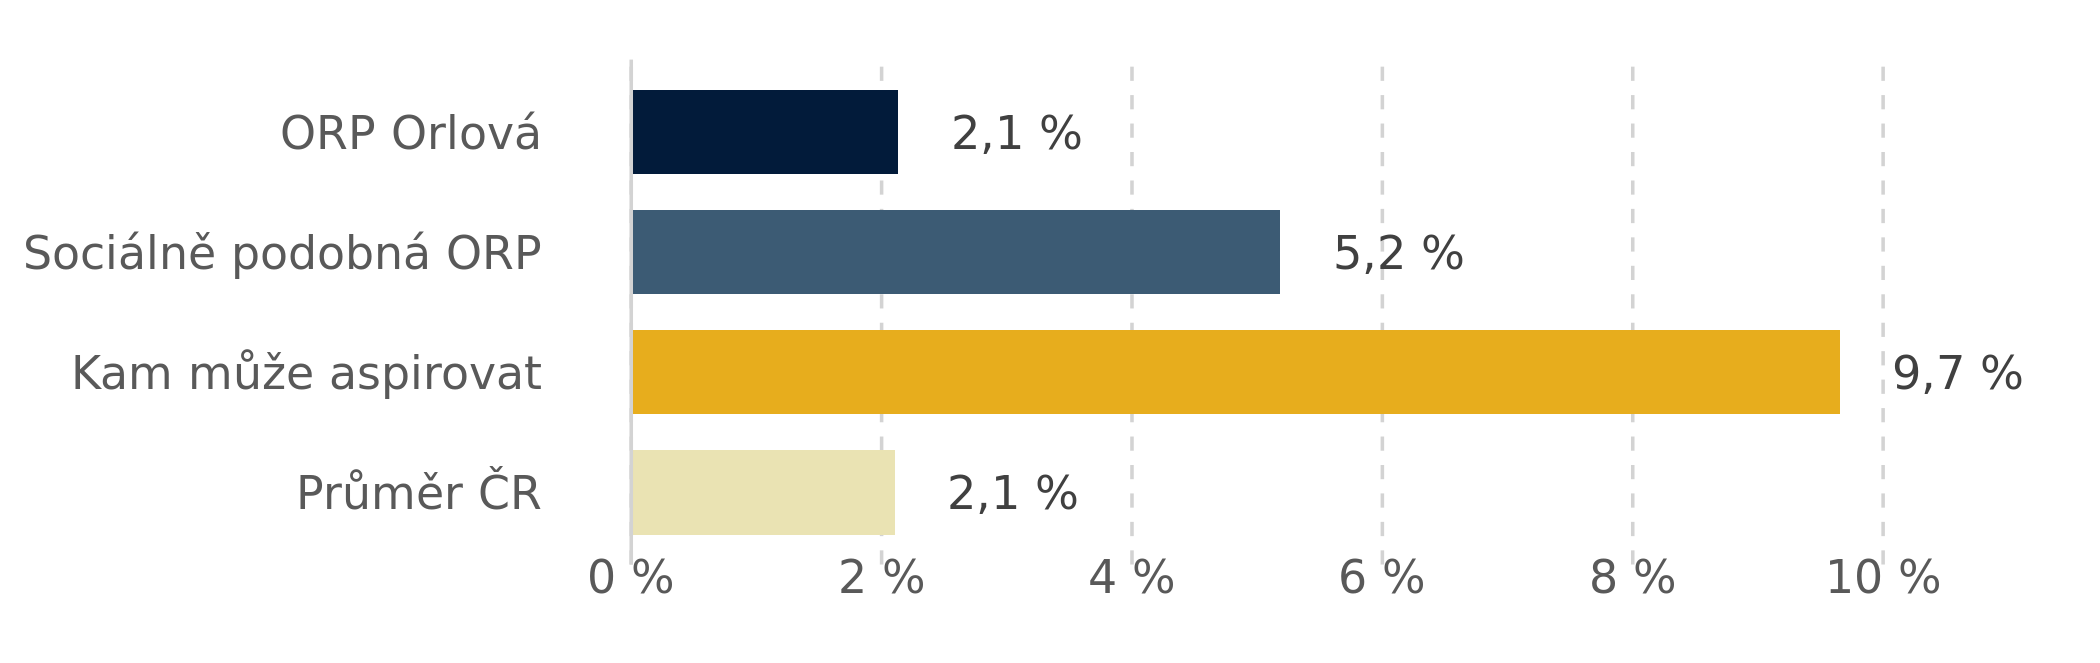 ORP Orlová 2,1 %
Sociálně podobná ORP 5,2 %
Kam může aspirovat 9,7 %
Průměr ČR 2,1 %
0 % 2 % 4 % 6 % 8 % 10 %